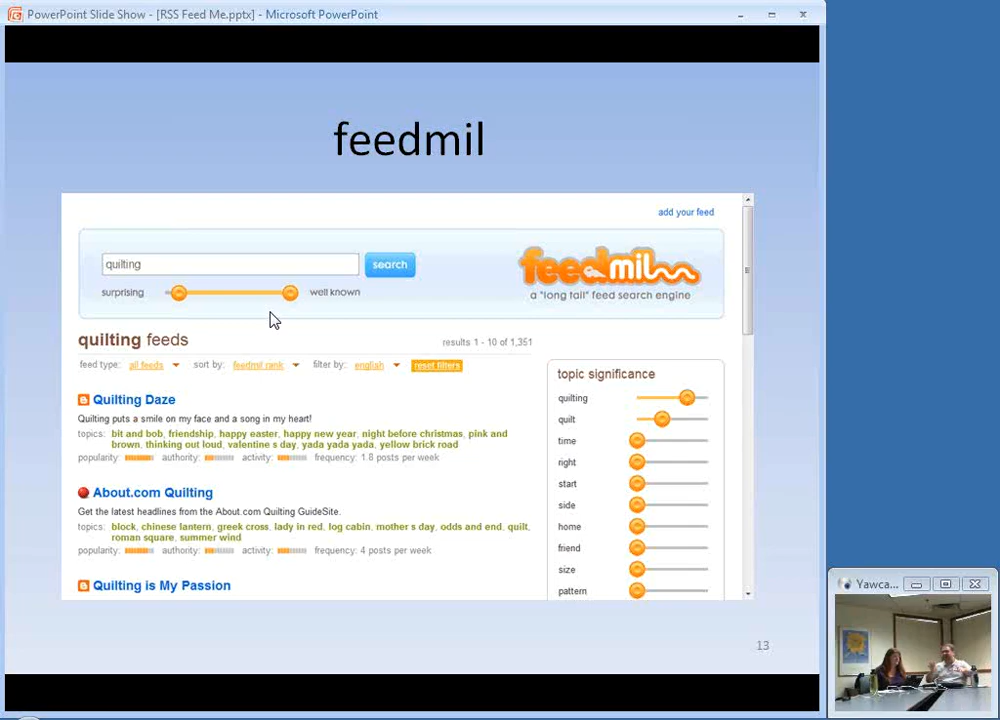 PowerPoint Slide Show - [RSS Feed Me.pptx] - Microsoft PowerPoint
feedmil
add your feed
quilting search
feedmil
surprising well known
a "long tail" feed search engine
quilting feeds results 1 - 10 of 1,351
feed type: all feeds sort by: feedmil rank filter by: english reset filters
Quilting Daze
Quilting puts a smile on my face and a song in my heart!
topics: bit and bob, friendship, happy easter, happy new year, night before christmas, pink and
brown, thinking out loud, valentine s day, yada yada yada, yellow brick road
popularity: authority: activity: frequency: 1.8 posts per week
About.com Quilting
Get the latest headlines from the About.com Quilting GuideSite.
topics: block, chinese lantern, greek cross, lady in red, log cabin, mother s day, odds and end, quilt,
roman square, summer wind
popularity: authority: activity: frequency: 4 posts per week
Quilting is My Passion
topic significance
quilting
quilt
time
right
start
side
home
friend
size
pattern
13
Yawca...